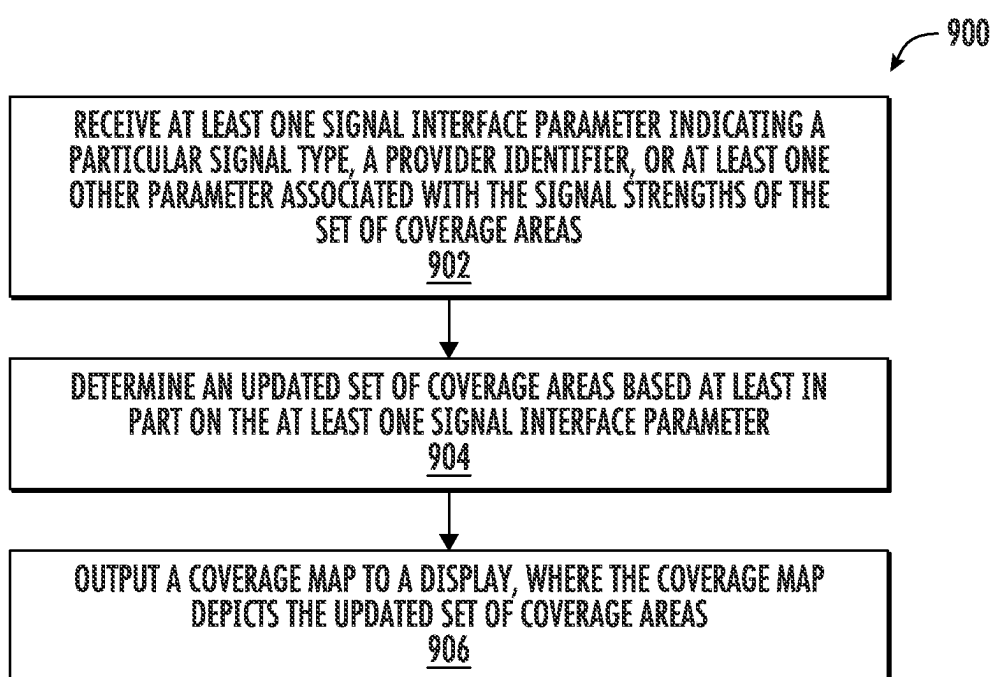 900
RECEIVE AT LEAST ONE SIGNAL INTERFACE PARAMETER INDICATING A
PARTICULAR SIGNAL TYPE, A PROVIDER IDENTIFIER, OR AT LEAST ONE
OTHER PARAMETER ASSOCIATED WITH THE SIGNAL STRENGTHS OF THE
SET OF COVERAGE AREAS
902
DETERMINE AN UPDATED SET OF COVERAGE AREAS BASED AT LEAST IN
PART ON THE AT LEAST ONE SIGNAL INTERFACE PARAMETER
904
OUTPUT A COVERAGE MAP TO A DISPLAY, WHERE THE COVERAGE MAP
DEPICTS THE UPDATED SET OF COVERAGE AREAS
906